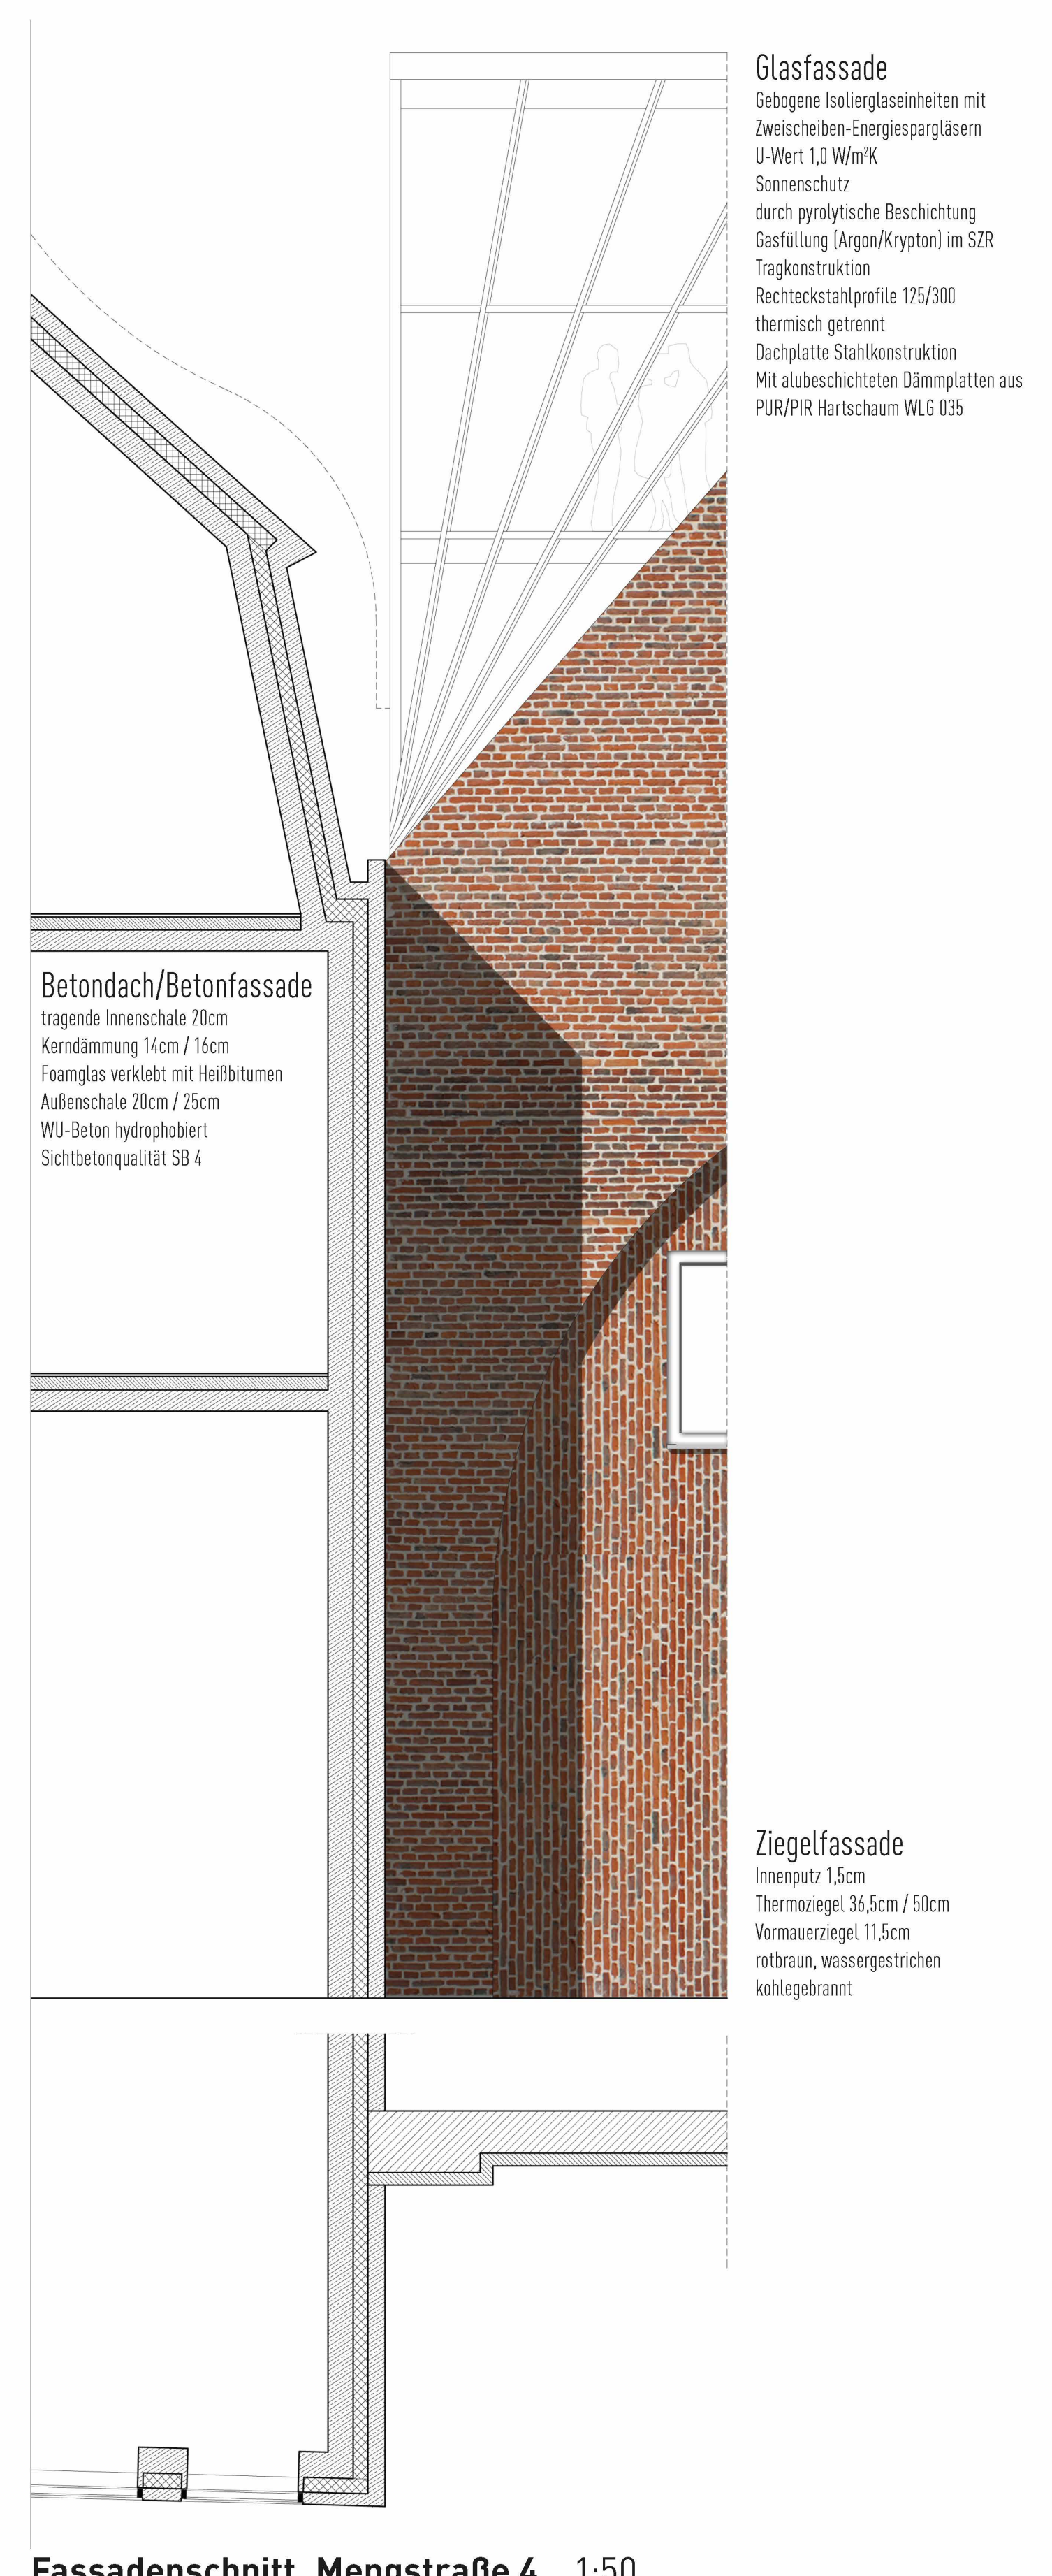 Glasfassade
Gebogene Isolierglaseinheiten mit
Zweischeiben-Energiespargläsern
U-Wert 1,0 W/m²K
Sonnenschutz
durch pyrolytische Beschichtung
Gasfüllung (Argon/Krypton) im SZR
Tragkonstruktion
Rechteckstahlprofile 125/300
thermisch getrennt
Dachplatte Stahlkonstruktion
Mit alubeschichteten Dämmplatten aus
PUR/PIR Hartschaum WLG 035
Betondach/Betonfassade
tragende Innenschale 20cm
Kerndämmung 14cm / 16cm
Foamglas verklebt mit Heißbitumen
Außenschale 20cm / 25cm
WU-Beton hydrophobiert
Sichtbetonqualität SB 4
Ziegelfassade
Innenputz 1,5cm
Thermoziegel 36,5cm / 50cm
Vormauerziegel 11,5cm
rotbraun, wassergestrichen
kohlegebrannt
Fassadenschnitt Mengstraße 4 1:50